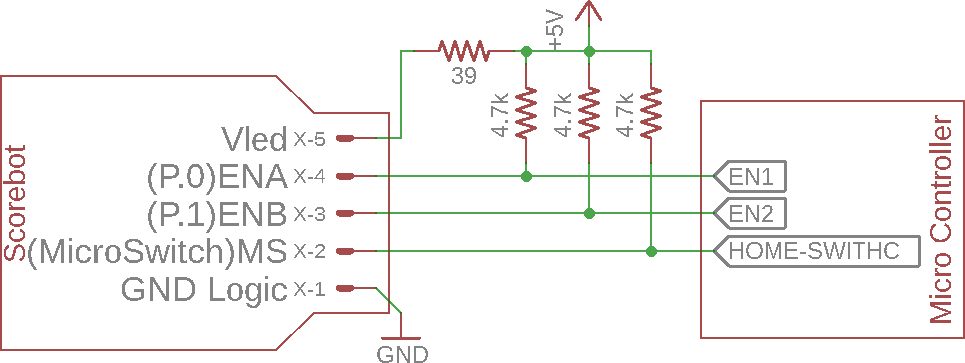 +5V
39
4.7k
4.7k
4.7k
Scorebot
Vled X-5
(P.0)ENA X-4
(P.1)ENB X-3
(MicroSwitch)MS X-2
GND Logic X-1
GND
EN1
EN2
HOME-SWITHC
Micro Controller